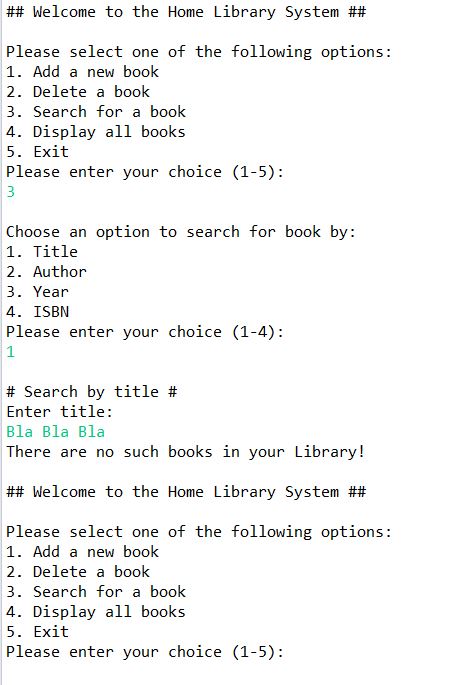 ## Welcome to the Home Library System ##
Please select one of the following options:
1. Add a new book
2. Delete a book
3. Search for a book
4. Display all books
5. Exit
Please enter your choice (1-5):
3
Choose an option to search for book by:
1. Title
2. Author
3. Year
4. ISBN
Please enter your choice (1-4):
1
# Search by title #
Enter title:
Bla Bla Bla
There are no such books in your Library!
## Welcome to the Home Library System ##
Please select one of the following options:
1. Add a new book
2. Delete a book
3. Search for a book
4. Display all books
5. Exit
Please enter your choice (1-5):